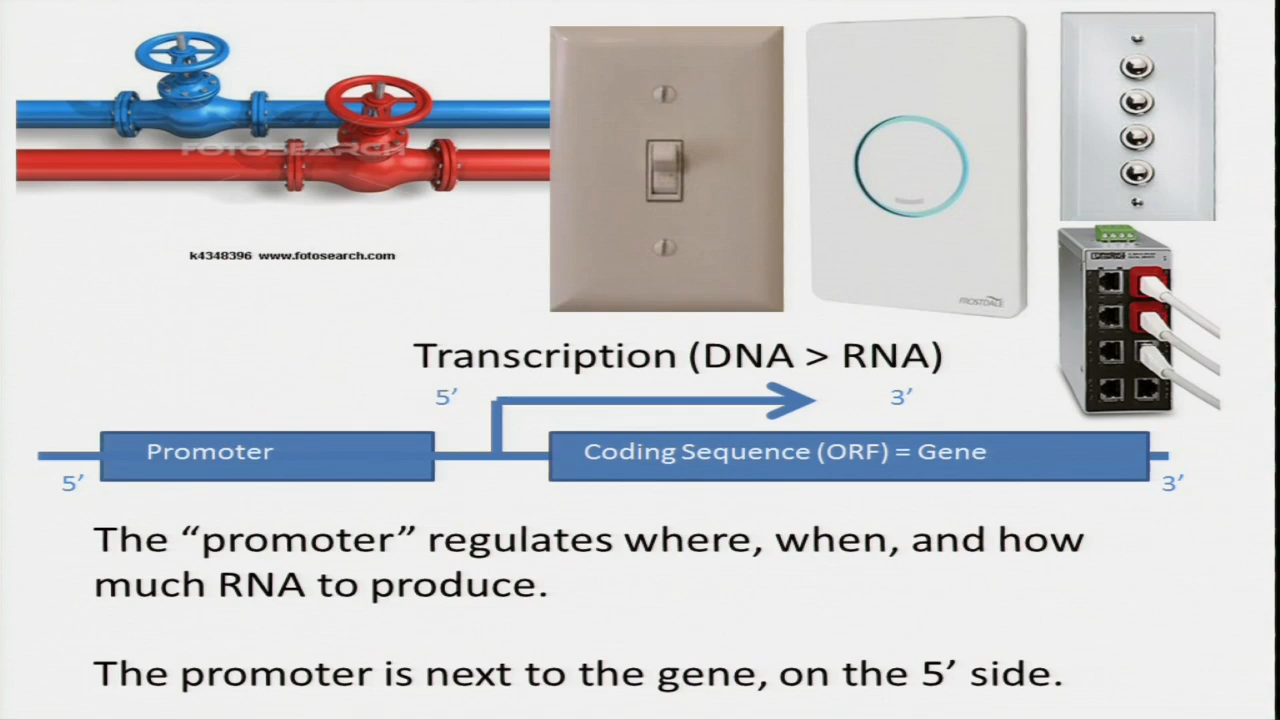 FOTOSEARCH
k4348396 www.fotosearch.com
FROSTDALE
Transcription (DNA > RNA)
5’
3’
Promoter
Coding Sequence (ORF) = Gene
5’
3’
The “promoter” regulates where, when, and how
much RNA to produce.
The promoter is next to the gene, on the 5’ side.